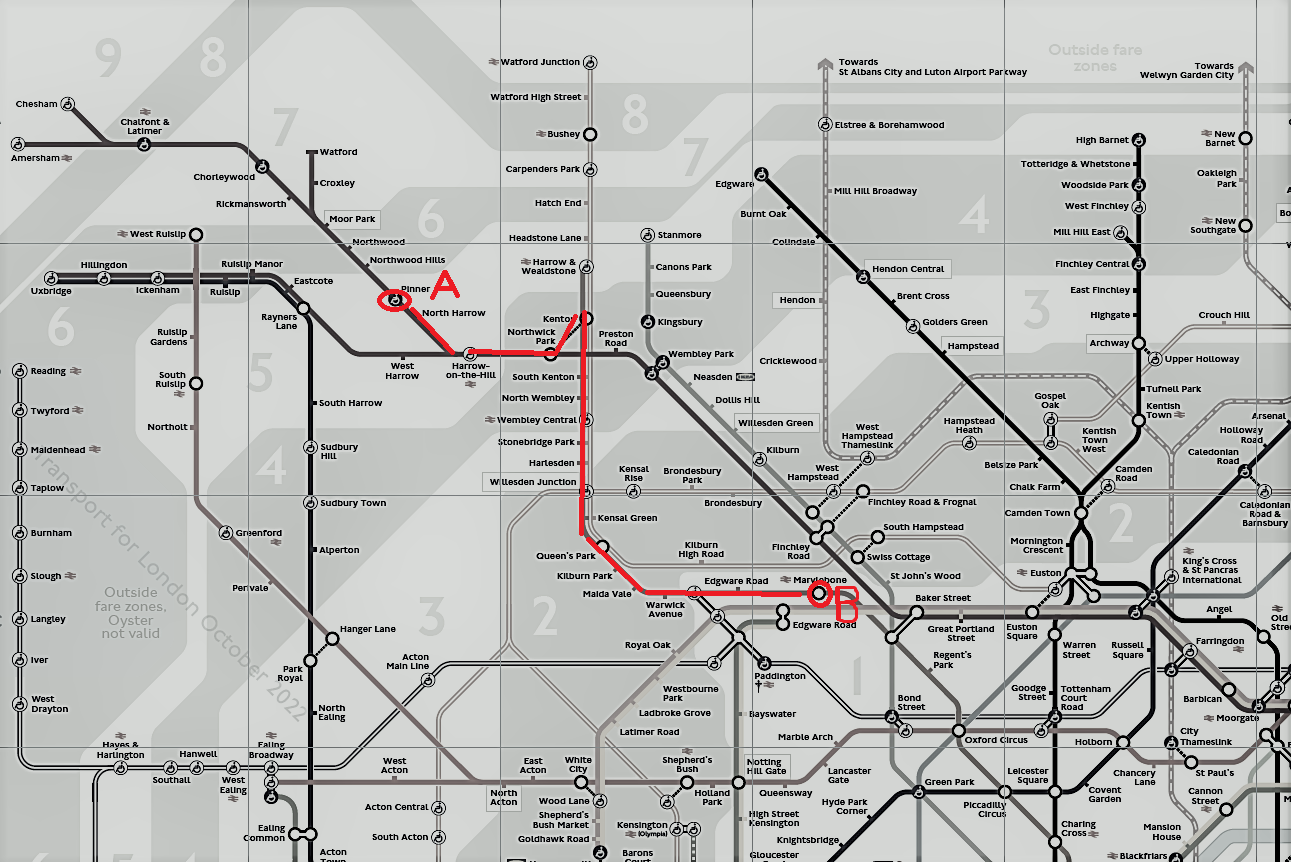 9
8
Outside fare
zones
Watford Junction
Towards
St Albans City and Luton Airport Parkway
Towards
Welwyn Garden City
Chesham
Chalfont &
Latimer
7
Watford High Street
8
Amersham
Bushey
Elstree & Borehamwood
High Barnet
New
Barnet
Watford
7
Totteridge & Whetstone
Chorleywood
Croxley
Carpenders Park
Edgware
Mill Hill Broadway
Woodside Park
Oakleigh
Park
Rickmansworth
Moor Park
6
Hatch End
Burnt Oak
4
West Finchley
West Ruislip
Northwood
Headstone Lane
Stanmore
Colindale
Mill Hill East
New
Southgate
Northwood Hills
Harrow &
Wealdstone
Canons Park
Hendon Central
Finchley Central
Hillingdon
Ruislip Manor
Eastcote
Uxbridge
Ickenham
Ruislip
Pinner
A
Queensbury
Hendon
Brent Cross
East Finchley
3
North Harrow
Rayners
Lane
Kenton
Kingsbury
Golders Green
Highgate
Crouch Hill
6
Northwick
Park
Preston
Road
Ruislip
Gardens
Wembley Park
Cricklewood
Hampstead
Archway
Upper Holloway
West
Harrow
Harrow-
on-the-Hill
5
Reading
South
Ruislip
South Kenton
Neasden
Tufnell Park
South Harrow
North Wembley
Dollis Hill
Gospel
Oak
Kentish
Town
Twyford
Northolt
Wembley Central
Willesden Green
West
Hampstead
Thameslink
Hampstead
Heath
Kentish
Town
West
Arsenal
Holloway
Road
Maidenhead
Sudbury
Stonebridge Park
Kilburn
Caledonian
Road
4
Harlesden
Kensal
Rise
Brondesbury
Park
West
Hampstead
Belsize Park
Camden
Road
Taplow
Willesden Junction
Chalk Farm
Sudbury Town
Brondesbury
Finchley Road & Frognal
Camden Town
Caledonian
Road &
Barnsbury
2
Burnham
Greenford
Kensal Green
South Hampstead
Alperton
Queen's Park
Kilburn
High Road
Finchley
Road
Swiss Cottage
Mornington
Crescent
Slough
Perivale
Kilburn Park
Edgware Road
Marylebone
St John's Wood
Euston
King's Cross
& St Pancras
International
Outside
fare zones,
Oyster
not valid
Transport for London October 2022
Maida Vale
B
Baker Street
3
2
Warwick
Avenue
Edgware Road
Great Portland
Street
Euston
Square
Angel
Old
Langley
Hanger Lane
Royal Oak
Warren
Street
Russell
Square
Farringdon
Iver
Park
Royal
Acton
Main Line
Paddington
Regent's
Park
1
West
Drayton
North
Ealing
Westbourne
Park
Bond
Street
Goodge
Street
Tottenham
Court
Road
Barbican
Ladbroke Grove
Bayswater
Moorgate
Latimer Road
Marble Arch
Oxford Circus
Holborn
City
Thameslink
Hayes &
Harlington
Hanwell
Ealing
Broadway
West
Acton
East
Acton
White
City
Shepherd's
Bush
Notting
Hill Gate
Lancaster
Gate
Leicester
Square
St Paul's
Southall
West
Ealing
North
Acton
Wood Lane
Holland
Park
Queensway
Green Park
Chancery
Lane
Acton Central
Shepherd's
Bush Market
Kensington
(Olympia)
High Street
Kensington
Hyde Park
Corner
Piccadilly
Circus
Covent
Garden
Cannon
Street
Ealing
Common
South Acton
Goldhawk Road
Knightsbridge
Charing
Cross
Mansion
House
Acton
Town
Barons
Court
Gloucester
Blackfriars